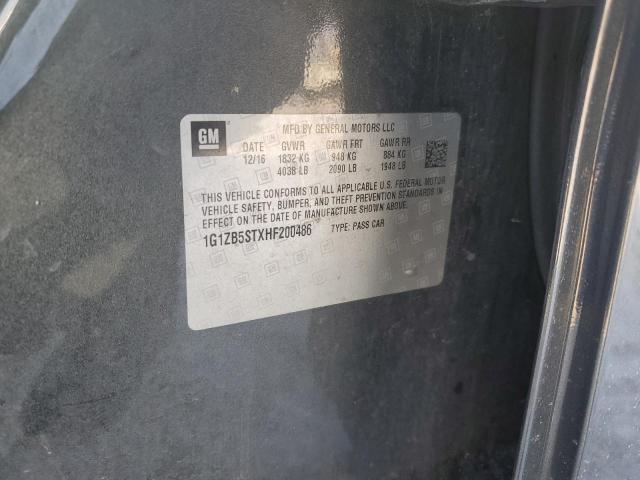 GM
MFD BY GENERAL MOTORS LLC
DATE GVWR GAWR FRT GAWR RR
12/16 1832 KG 948 KG 884 KG
4038 LB 2090 LB 1948 LB
THIS VEHICLE CONFORMS TO ALL APPLICABLE U.S. FEDERAL MOTOR
VEHICLE SAFETY, BUMPER, AND THEFT PREVENTION STANDARDS IN
EFFECT ON THE DATE OF MANUFACTURE SHOWN ABOVE.
1G1ZB5STXHF200486 TYPE: PASS CAR